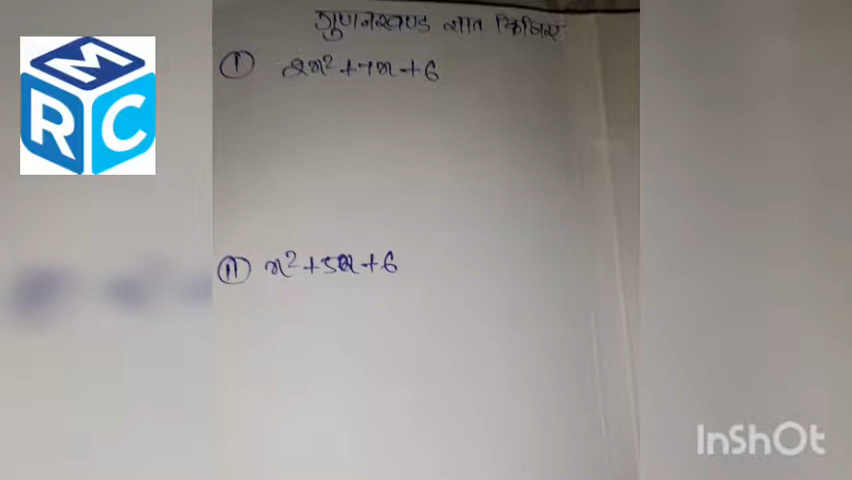 MRC
गुणनखण्ड ज्ञात किजिए
I 2x² + 7x + 6
II x² + 5x + 6
InShOt